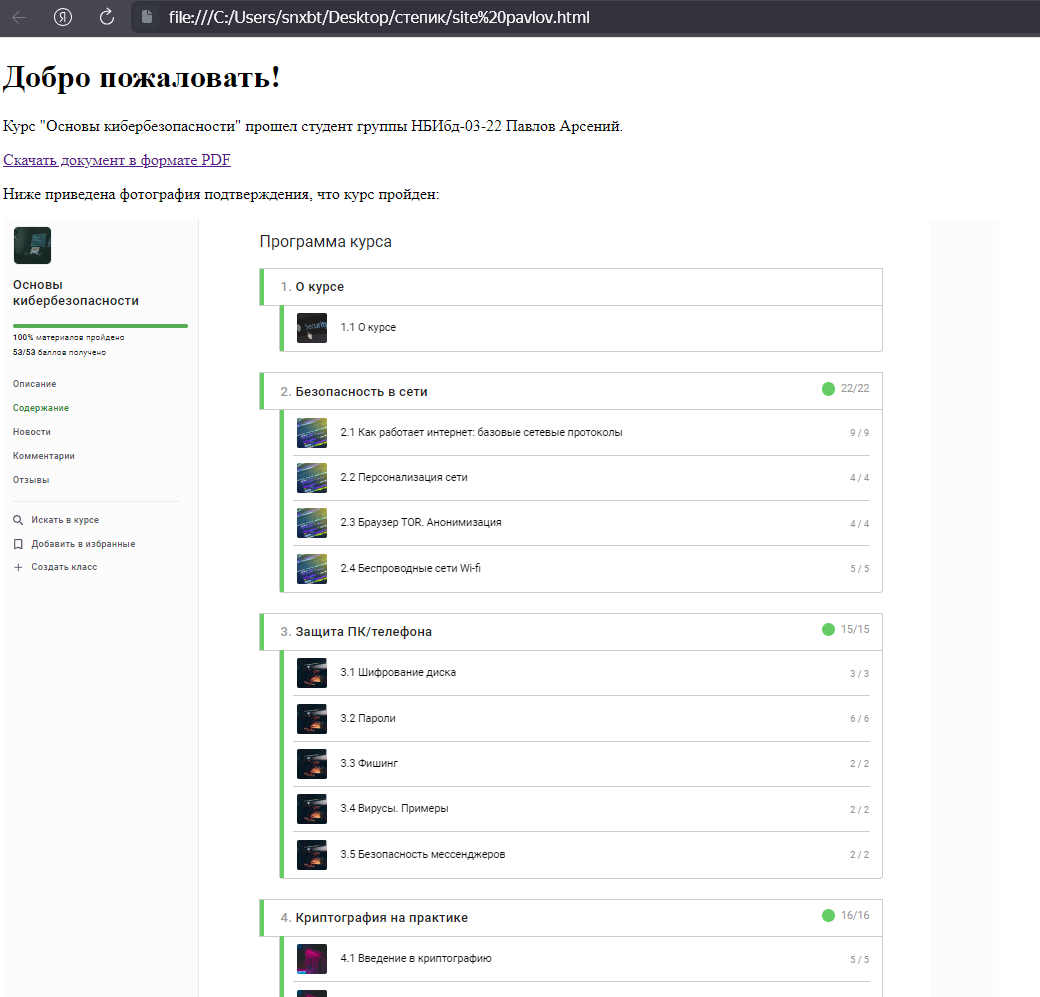 Я
file:///C:/Users/snxbt/Desktop/степик/site%20pavlov.html
Добро пожаловать!
Курс "Основы кибербезопасности" прошел студент группы НБИбд-03-22 Павлов Арсений.
Скачать документ в формате PDF
Ниже приведена фотография подтверждения, что курс пройден:
Основы
кибербезопасности
100% материалов пройдено
53/53 баллов получено
Описание
Содержание
Новости
Комментарии
Отзывы
Искать в курсе
Добавить в избранные
Создать класс
Программа курса
1. О курсе
Security
1.1 О курсе
2. Безопасность в сети 22/22
2.1 Как работает интернет: базовые сетевые протоколы 9 / 9
2.2 Персонализация сети 4 / 4
2.3 Браузер TOR. Анонимизация 4 / 4
2.4 Беспроводные сети Wi-fi 5 / 5
3. Защита ПК/телефона 15/15
3.1 Шифрование диска 3 / 3
3.2 Пароли 6 / 6
3.3 Фишинг 2 / 2
3.4 Вирусы. Примеры 2 / 2
3.5 Безопасность мессенджеров 2 / 2
4. Криптография на практике 16/16
4.1 Введение в криптографию 5 / 5